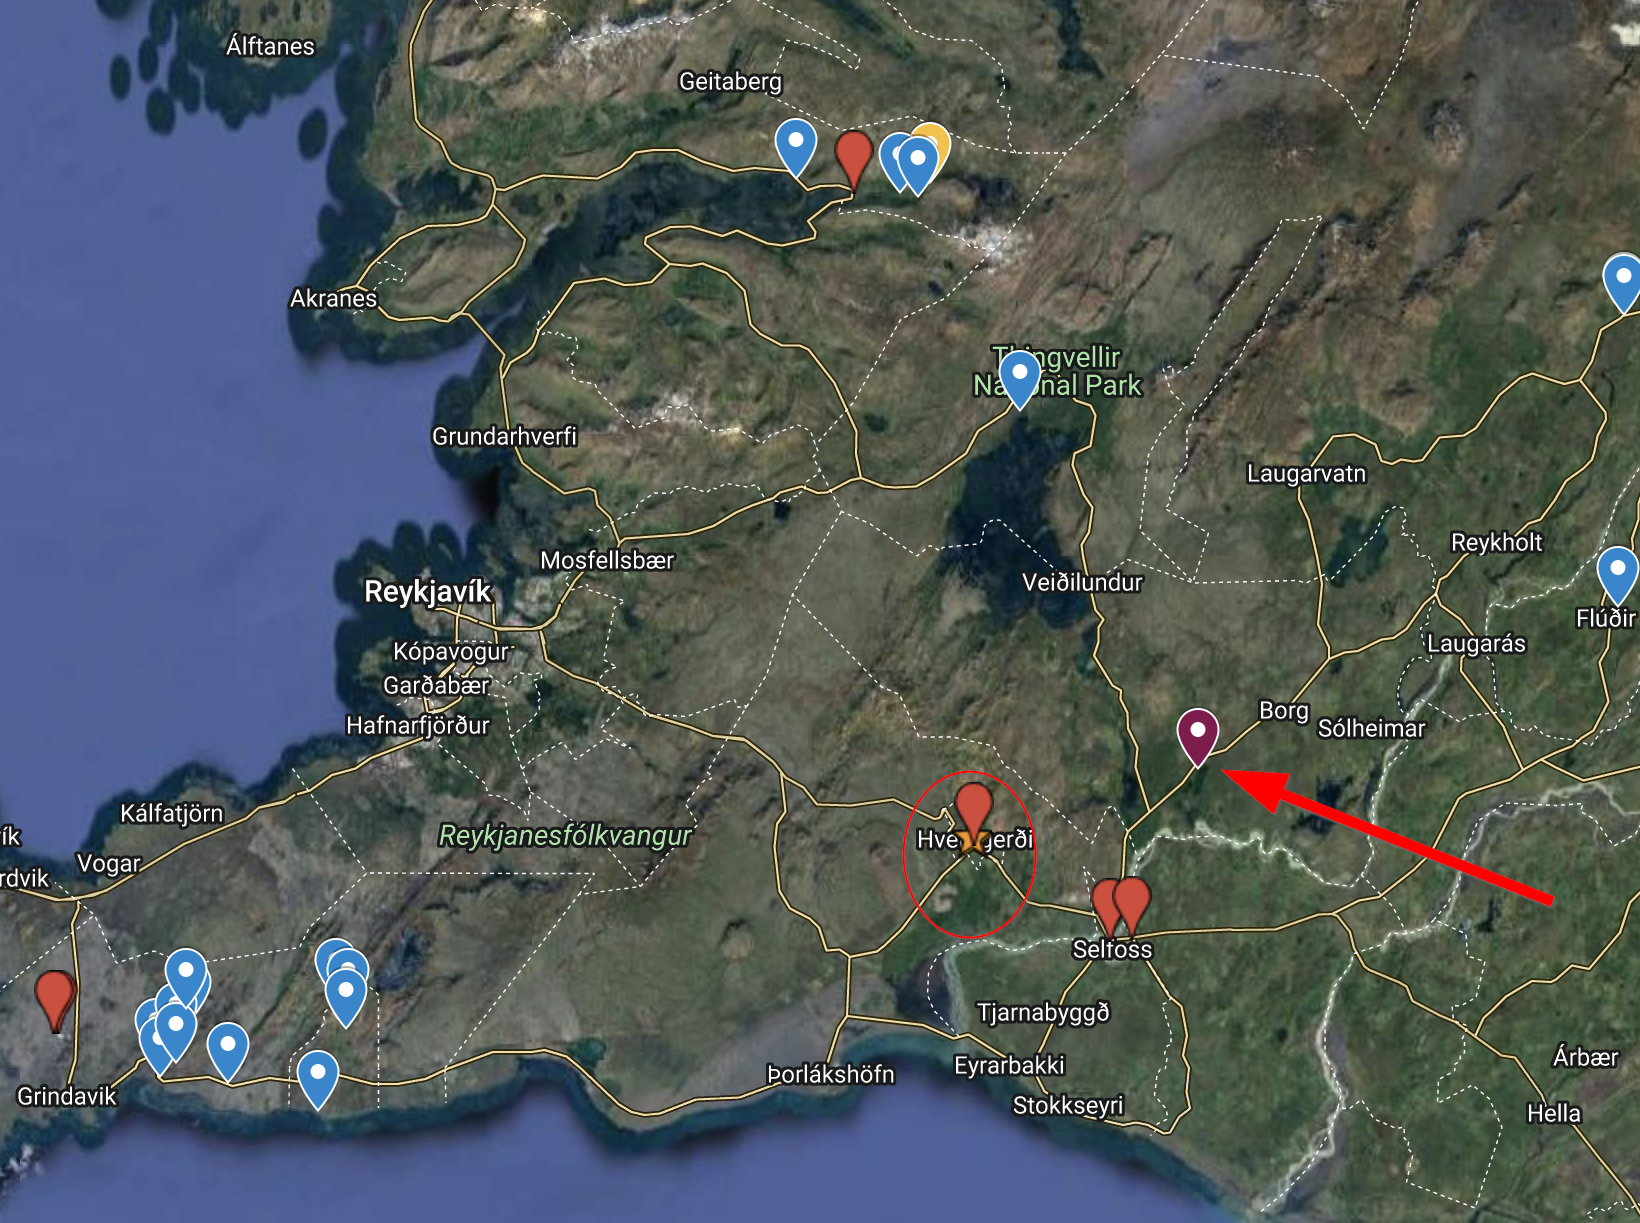 Álftanes
Geitaberg
Akranes
Thingvellir
National Park
Grundarhverfi
Laugarvatn
Reykholt
Mosfellsbær
Veiðilundur
Reykjavík
Flúðir
Kópavogur
Laugarás
Garðabær
Borg
Hafnarfjörður
Sólheimar
Kálfatjörn
ík
Reykjanesfólkvangur
Hveragerði
Vogar
rdvik
Selfoss
Tjarnabyggð
Árbær
Eyrarbakki
Þorlákshöfn
Grindavik
Stokkseyri
Hella